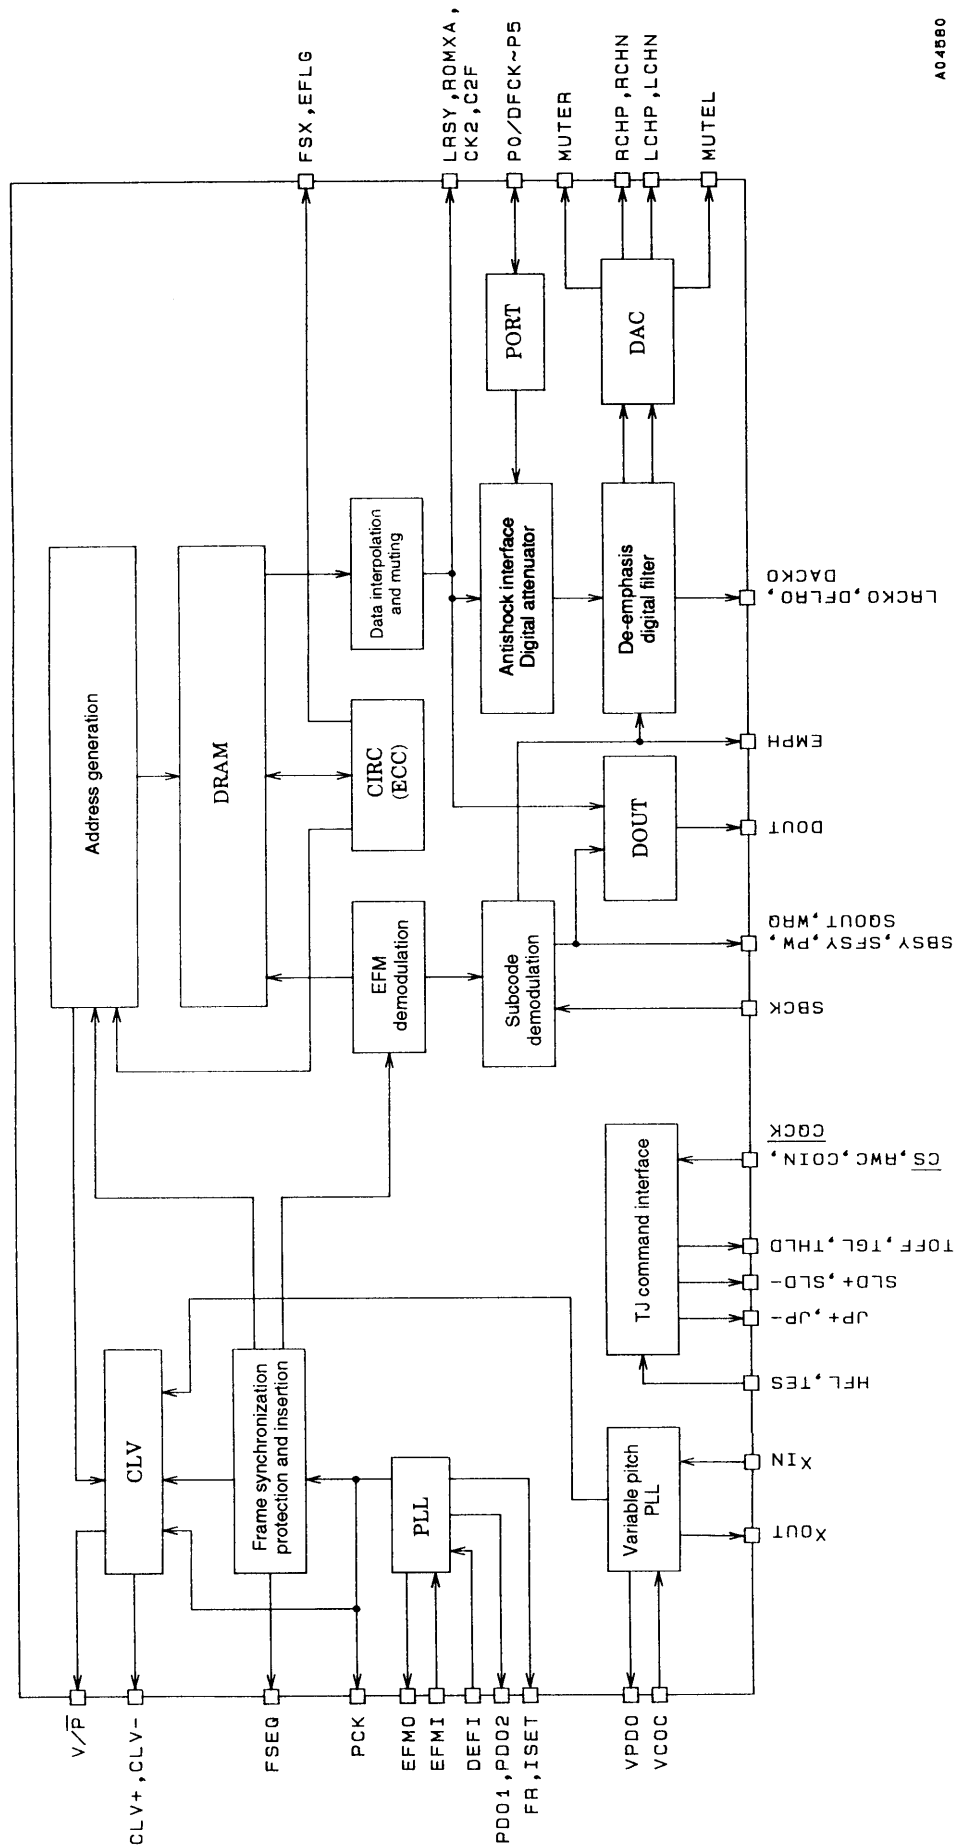 V/P
CLV+,CLV-
FSEQ
PCK
EFMO
EFMI
DEFI
PDO1,PDO2
FR,ISET
VPDO
VCOC
CLV
Frame synchronization
protection and insertion
PLL
Variable pitch
PLL
TJ command interface
Address generation
DRAM
EFM
demodulation
CIRC
(ECC)
Data interpolation
and muting
Subcode
demodulation
Antishock interface
Digital attenuator
PORT
DOUT
De-emphasis
digital filter
DAC
FSX,EFLG
LRSY,ROMXA,
CK2,C2F
P0/DFCK~P5
MUTER
RCHP,RCHN
LCHP,LCHN
MUTEL
XOUT
XIN
HFL,TES
JP+,JP-
SLD+,SLD-
TOFF,TGL,THLD
CS,RWC,COIN,
CQCK
SBCK
SBSY,SFSY,PW,
SQOUT,WRQ
DOUT
EMPH
LRCKO,DFLRO,
DACKO
A04580